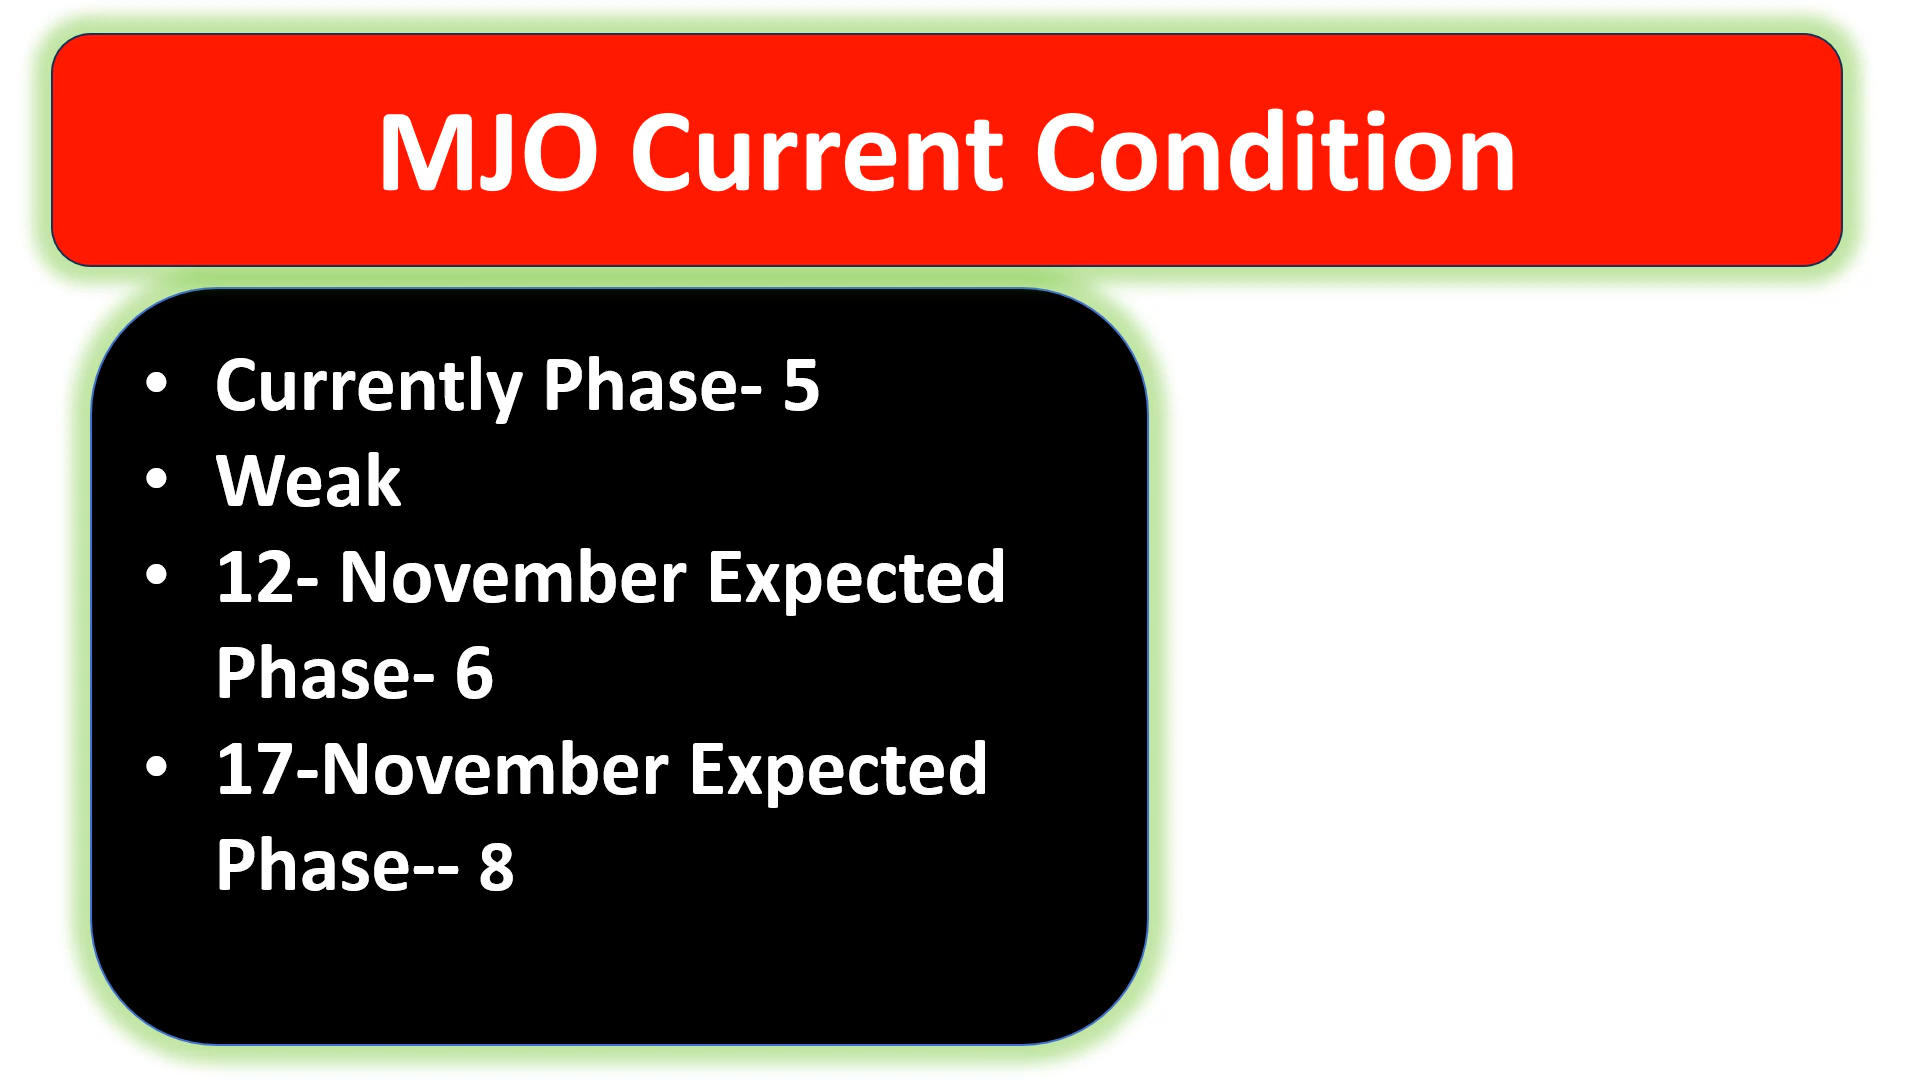 MJO Current Condition
• Currently Phase- 5
• Weak
• 12- November Expected
Phase- 6
• 17-November Expected
Phase-- 8